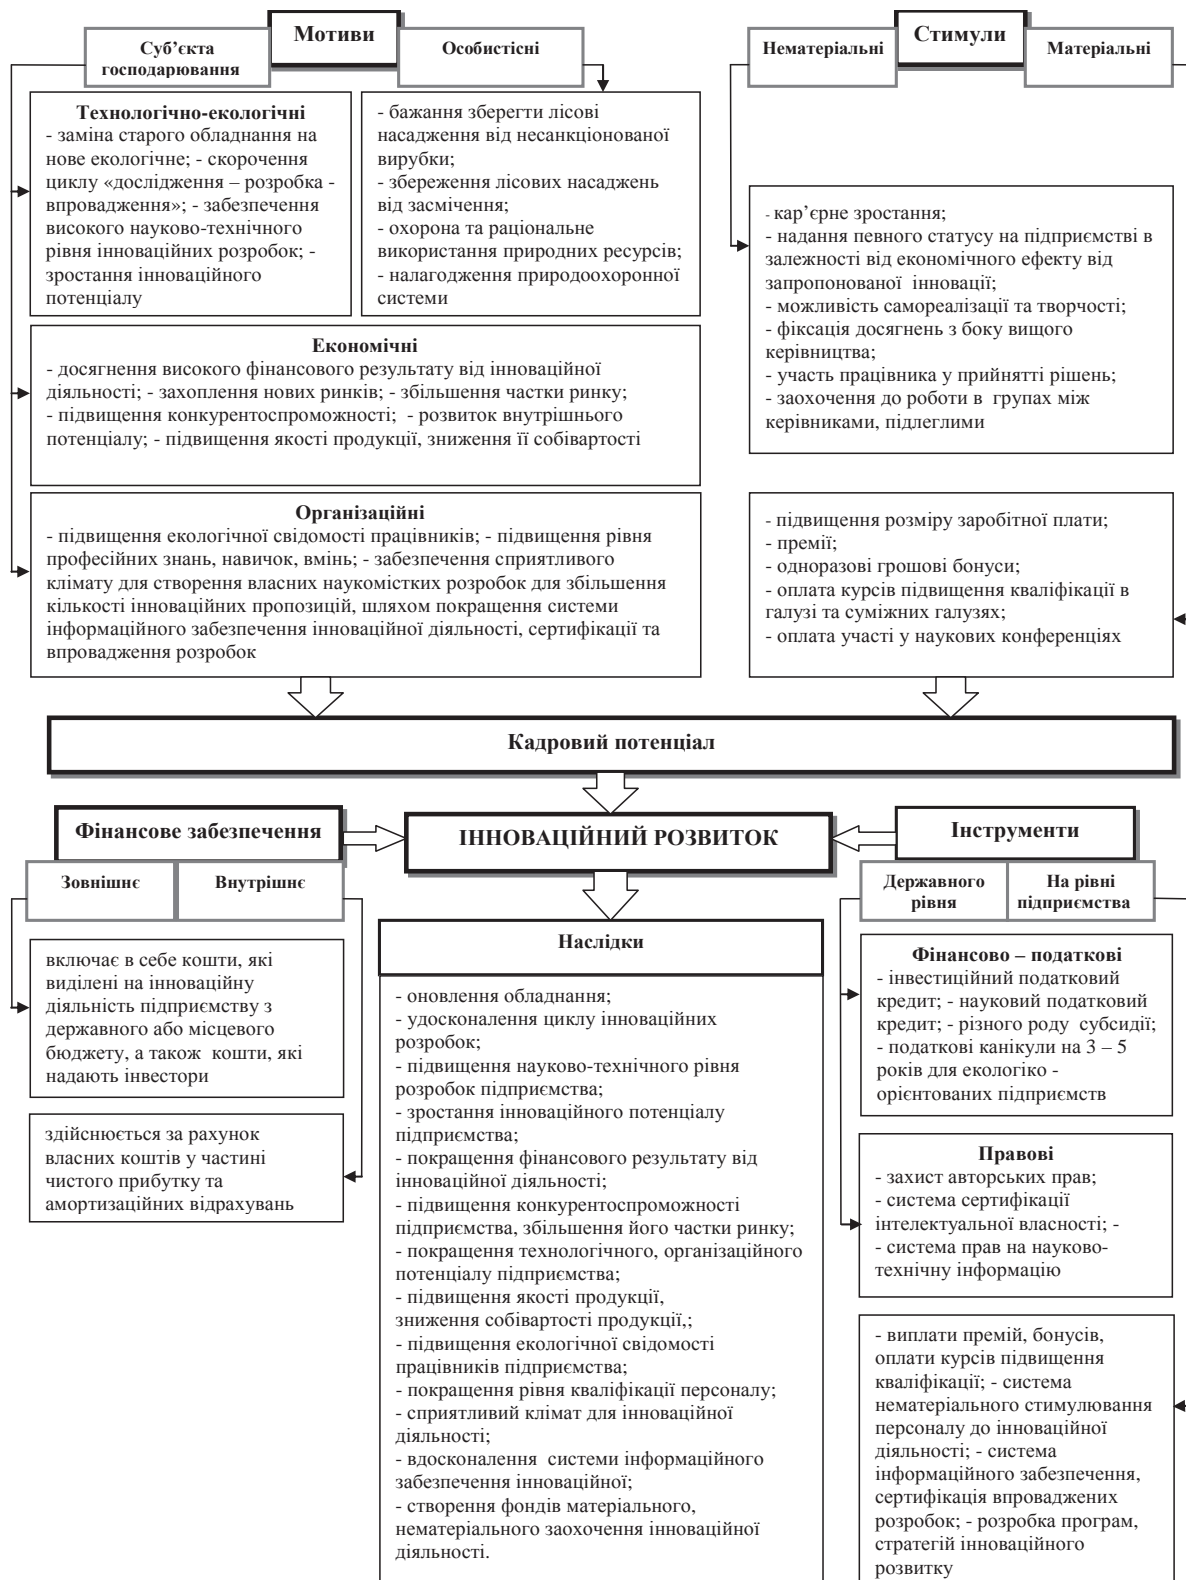 Мотиви
Суб’єкта
господарювання
Особистісні
Технологічно-екологічні
- заміна старого обладнання на
нове екологічне; - скорочення
циклу «дослідження – розробка -
впровадження»; - забезпечення
високого науково-технічного
рівня інноваційних розробок; -
зростання інноваційного
потенціалу
- бажання зберегти лісові
насадження від несанкціонованої
вирубки;
- збереження лісових насаджень
від засмічення;
- охорона та раціональне
використання природних ресурсів;
- налагодження природоохоронної
системи
Економічні
- досягнення високого фінансового результату від інноваційної
діяльності; - захоплення нових ринків; - збільшення частки ринку;
- підвищення конкурентоспроможності;  - розвиток внутрішнього
потенціалу; - підвищення якості продукції, зниження її собівартості
Організаційні
- підвищення екологічної свідомості працівників; - підвищення рівня
професійних знань, навичок, вмінь; - забезпечення сприятливого
клімату для створення власних наукомістких розробок для збільшення
кількості інноваційних пропозицій, шляхом покращення системи
інформаційного забезпечення інноваційної діяльності, сертифікації та
впровадження розробок
Стимули
Нематеріальні
Матеріальні
- кар’єрне зростання;
- надання певного статусу на підприємстві в
залежності від економічного ефекту від
запропонованої  інновації;
- можливість самореалізації та творчості;
- фіксація досягнень з боку вищого
керівництва;
- участь працівника у прийнятті рішень;
- заохочення до роботи в  групах між
керівниками, підлеглими
- підвищення розміру заробітної плати;
- премії;
- одноразові грошові бонуси;
- оплата курсів підвищення кваліфікації в
галузі та суміжних галузях;
- оплата участі у наукових конференціях
Кадровий потенціал
Фінансове забезпечення
Зовнішнє
Внутрішнє
включає в себе кошти, які
виділені на інноваційну
діяльність підприємству з
державного або місцевого
бюджету, а також  кошти, які
надають інвестори
здійснюється за рахунок
власних коштів у частині
чистого прибутку та
амортизаційних відрахувань
ІННОВАЦІЙНИЙ РОЗВИТОК
Наслідки
- оновлення обладнання;
- удосконалення циклу інноваційних
розробок;
- підвищення науково-технічного рівня
розробок підприємства;
- зростання інноваційного потенціалу
підприємства;
- покращення фінансового результату від
інноваційної діяльності;
- підвищення конкурентоспроможності
підприємства, збільшення його частки ринку;
- покращення технологічного, організаційного
потенціалу підприємства;
- підвищення якості продукції,
зниження собівартості продукції,;
- підвищення екологічної свідомості
працівників підприємства;
- покращення рівня кваліфікації персоналу;
- сприятливий клімат для інноваційної
діяльності;
- вдосконалення  системи інформаційного
забезпечення інноваційної;
- створення фондів матеріального,
нематеріального заохочення інноваційної
діяльності.
Інструменти
Державного
рівня
На рівні
підприємства
Фінансово – податкові
- інвестиційний податковий
кредит; - науковий податковий
кредит; - різного роду  субсидії;
- податкові канікули на 3 – 5
років для екологіко -
орієнтованих підприємств
Правові
- захист авторських прав;
- система сертифікації
інтелектуальної власності; -
- система прав на науково-
технічну інформацію
- виплати премій, бонусів,
оплати курсів підвищення
кваліфікації; - система
нематеріального стимулювання
персоналу до інноваційної
діяльності; - система
інформаційного забезпечення,
сертифікація впроваджених
розробок; - розробка програм,
стратегій інноваційного
розвитку